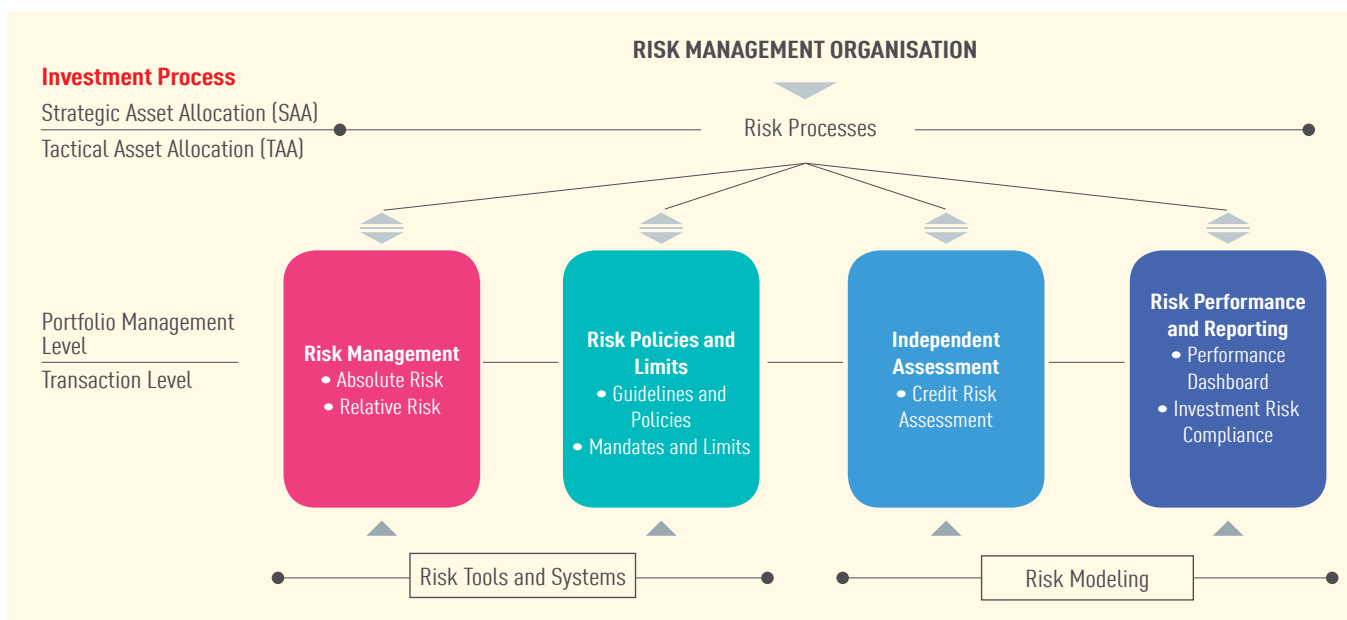 RISK MANAGEMENT ORGANISATION
Investment Process
Strategic Asset Allocation (SAA)
Tactical Asset Allocation (TAA)
Risk Processes
Portfolio Management
Level
Transaction Level
Risk Management
• Absolute Risk
• Relative Risk
Risk Policies and
Limits
• Guidelines and
Policies
• Mandates and Limits
Independent
Assessment
• Credit Risk
Assessment
Risk Performance
and Reporting
• Performance
Dashboard
• Investment Risk
Compliance
Risk Tools and Systems
Risk Modeling